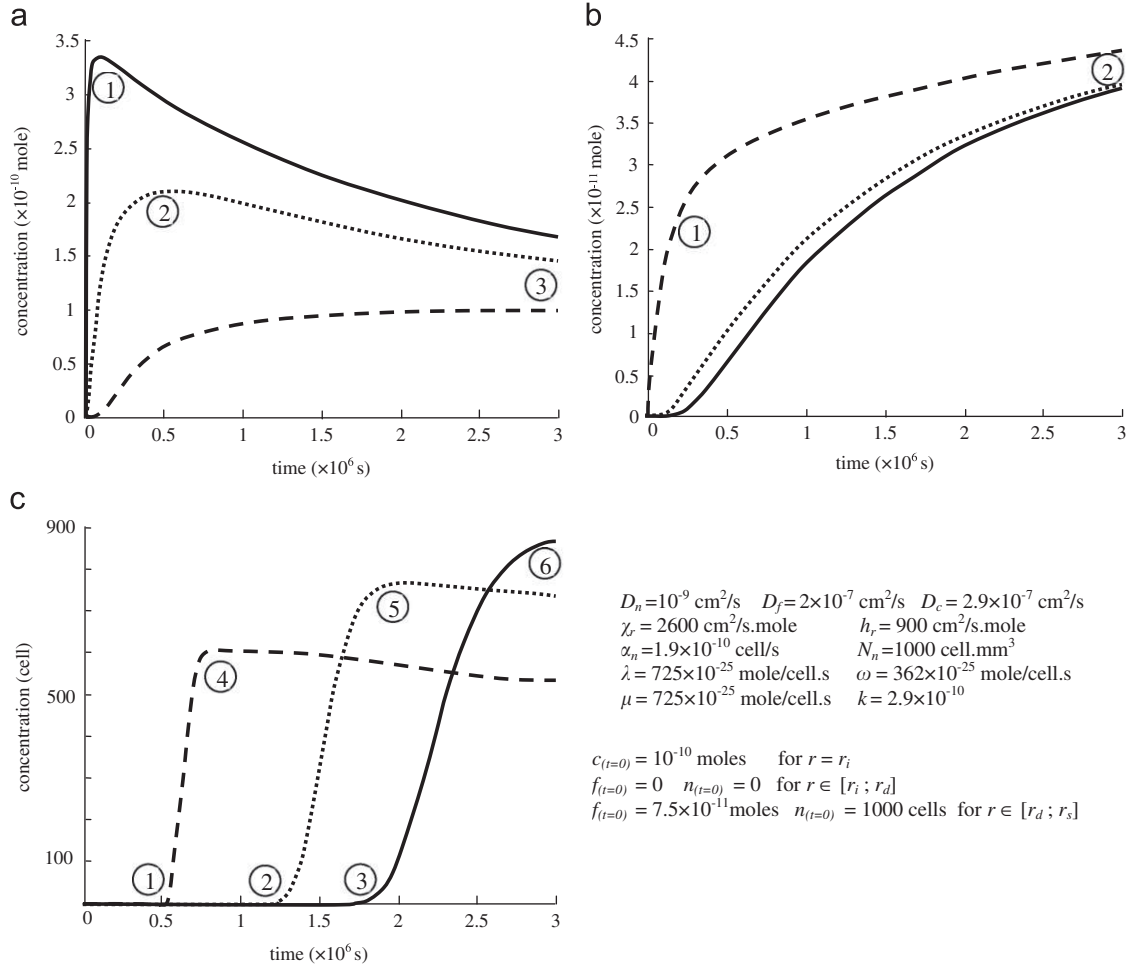 a
3.5
3
2.5
2
1.5
1
0.5
0
concentration (×10⁻¹⁰ mole)
1
2
3
0 0.5 1 1.5 2 2.5 3
time (×10⁶ s)
b
4.5
4
3.5
3
2.5
2
1.5
1
0.5
0
concentration (×10⁻¹¹ mole)
1
2
0 0.5 1 1.5 2 2.5 3
time (×10⁶ s)
c
900
500
100
concentration (cell)
1
2
3
4
5
6
0 0.5 1 1.5 2 2.5 3
time (×10⁶ s)
Dₙ =10⁻⁹ cm²/s D_f = 2×10⁻⁷ cm²/s D_c = 2.9×10⁻⁷ cm²/s
χᵣ = 2600 cm²/s.mole hᵣ = 900 cm²/s.mole
αₙ = 1.9×10⁻¹⁰ cell/s Nₙ =1000 cell.mm³
λ = 725×10⁻²⁵ mole/cell.s ω = 362×10⁻²⁵ mole/cell.s
μ = 725×10⁻²⁵ mole/cell.s k = 2.9×10⁻¹⁰
c₍ₜ₌₀₎ = 10⁻¹⁰ moles for r = rᵢ
f₍ₜ₌₀₎ = 0 n₍ₜ₌₀₎ = 0 for r ∈ [rᵢ ; r_d]
f₍ₜ₌₀₎ = 7.5×10⁻¹¹moles n₍ₜ₌₀₎ = 1000 cells for r ∈ [r_d ; rₛ]